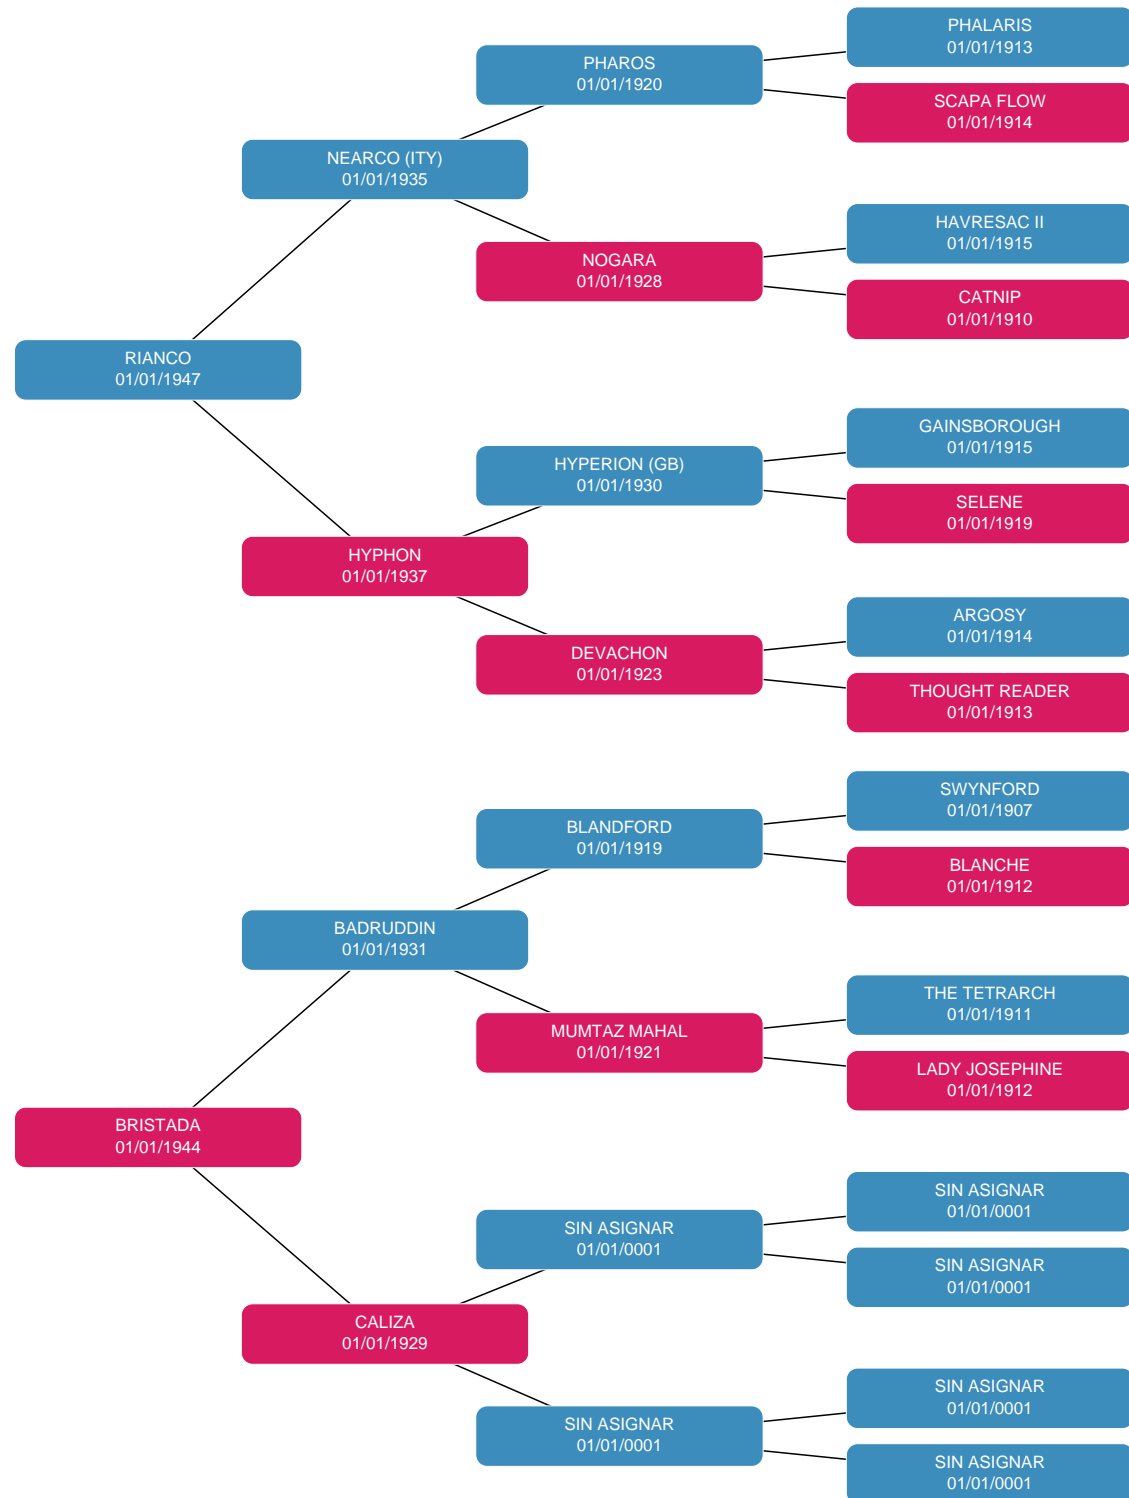 PHALARIS
01/01/1913
PHAROS
01/01/1920
SCAPA FLOW
01/01/1914
NEARCO (ITY)
01/01/1935
HAVRESAC II
01/01/1915
NOGARA
01/01/1928
CATNIP
01/01/1910
RIANCO
01/01/1947
GAINSBOROUGH
01/01/1915
HYPERION (GB)
01/01/1930
SELENE
01/01/1919
HYPHON
01/01/1937
ARGOSY
01/01/1914
DEVACHON
01/01/1923
THOUGHT READER
01/01/1913
SWYNFORD
01/01/1907
BLANDFORD
01/01/1919
BLANCHE
01/01/1912
BADRUDDIN
01/01/1931
THE TETRARCH
01/01/1911
MUMTAZ MAHAL
01/01/1921
LADY JOSEPHINE
01/01/1912
BRISTADA
01/01/1944
SIN ASIGNAR
01/01/0001
SIN ASIGNAR
01/01/0001
SIN ASIGNAR
01/01/0001
CALIZA
01/01/1929
SIN ASIGNAR
01/01/0001
SIN ASIGNAR
01/01/0001
SIN ASIGNAR
01/01/0001